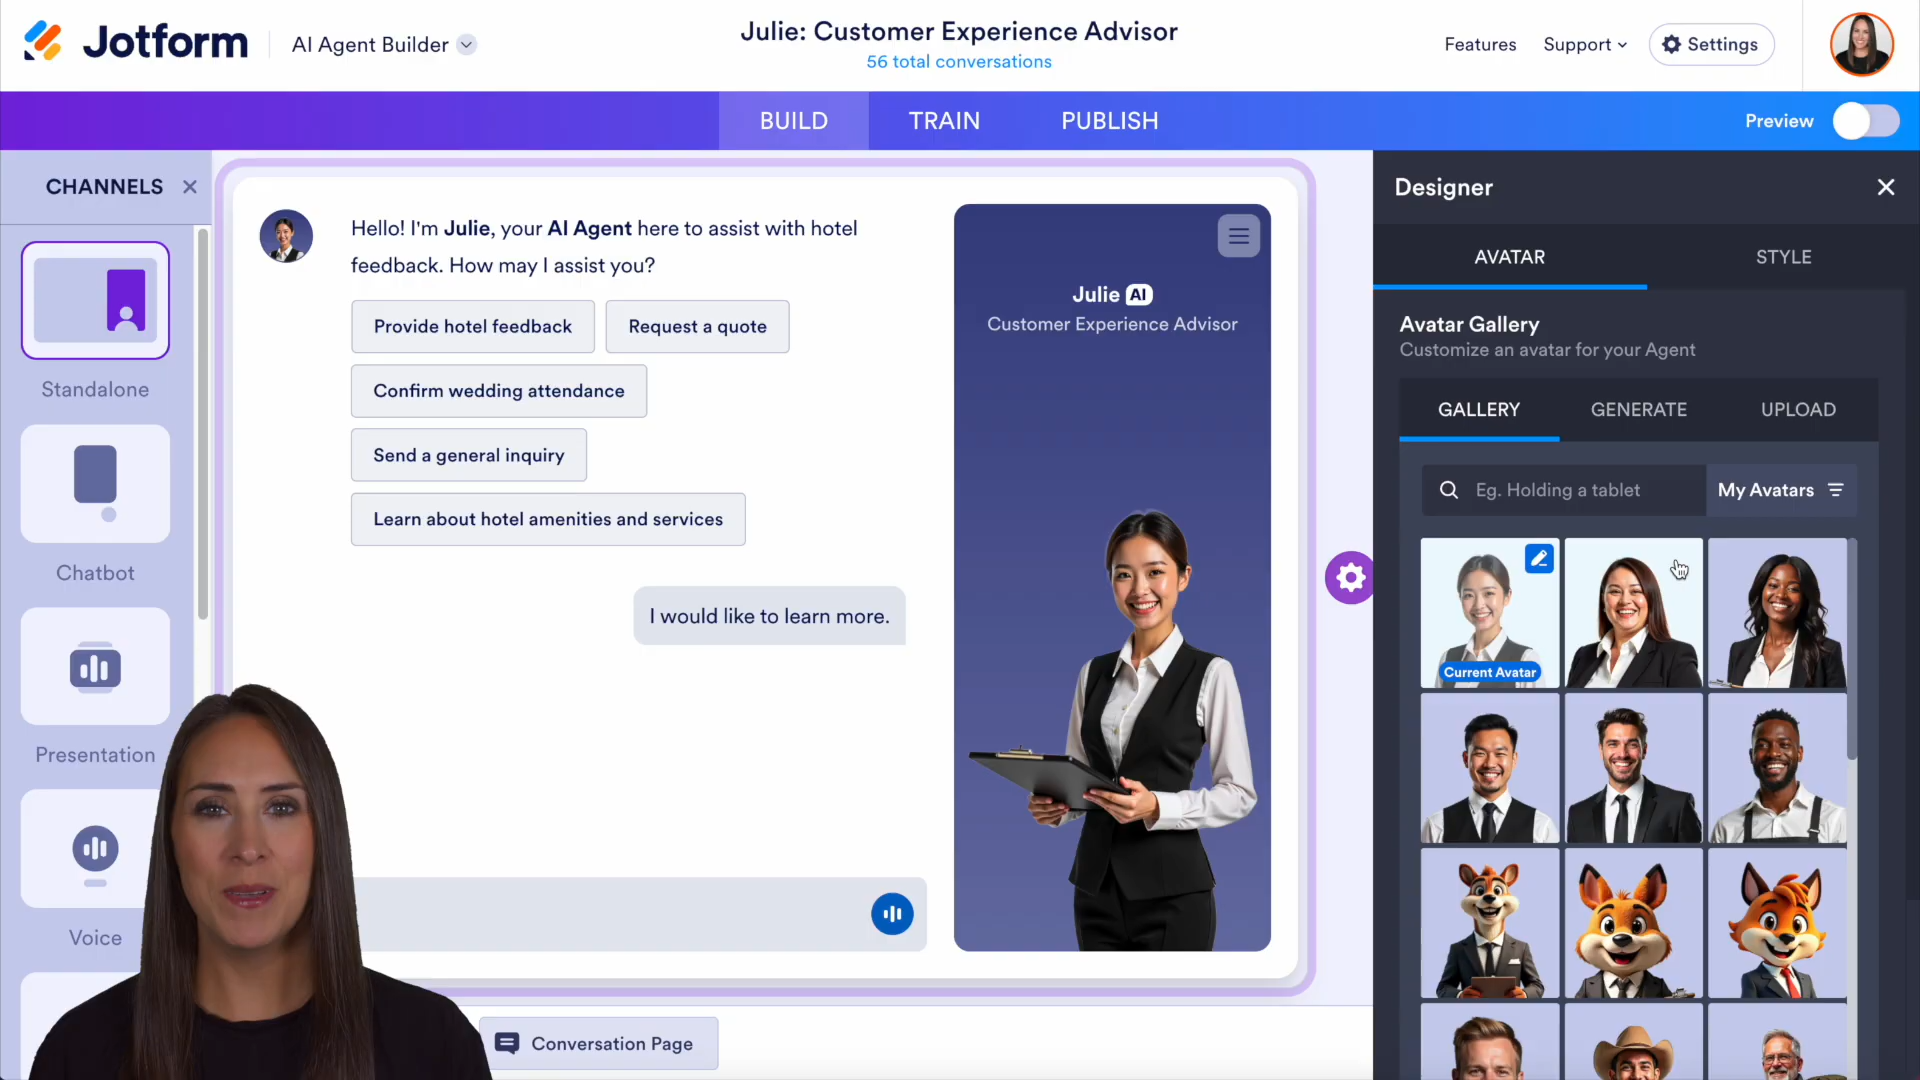 Jotform
AI Agent Builder
Julie: Customer Experience Advisor
56 total conversations
Features
Support
Settings
BUILD
TRAIN
PUBLISH
Preview
CHANNELS
Standalone
Chatbot
Presentation
Voice
Hello! I'm Julie, your AI Agent here to assist with hotel
feedback. How may I assist you?
Provide hotel feedback
Request a quote
Confirm wedding attendance
Send a general inquiry
Learn about hotel amenities and services
I would like to learn more.
Julie AI
Customer Experience Advisor
Conversation Page
Designer
AVATAR
STYLE
Avatar Gallery
Customize an avatar for your Agent
GALLERY
GENERATE
UPLOAD
Eg. Holding a tablet
My Avatars
Current Avatar